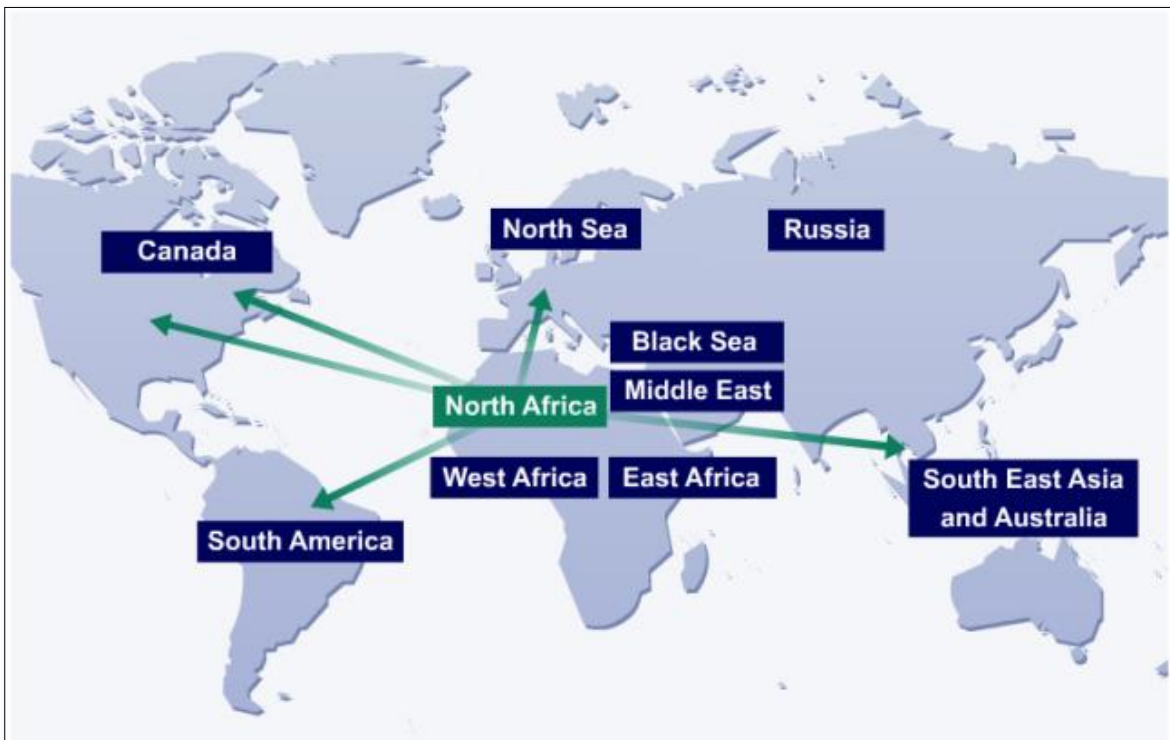 North Sea
Russia
Canada
Black Sea
Middle East
North Africa
West Africa
East Africa
South East Asia
and Australia
South America